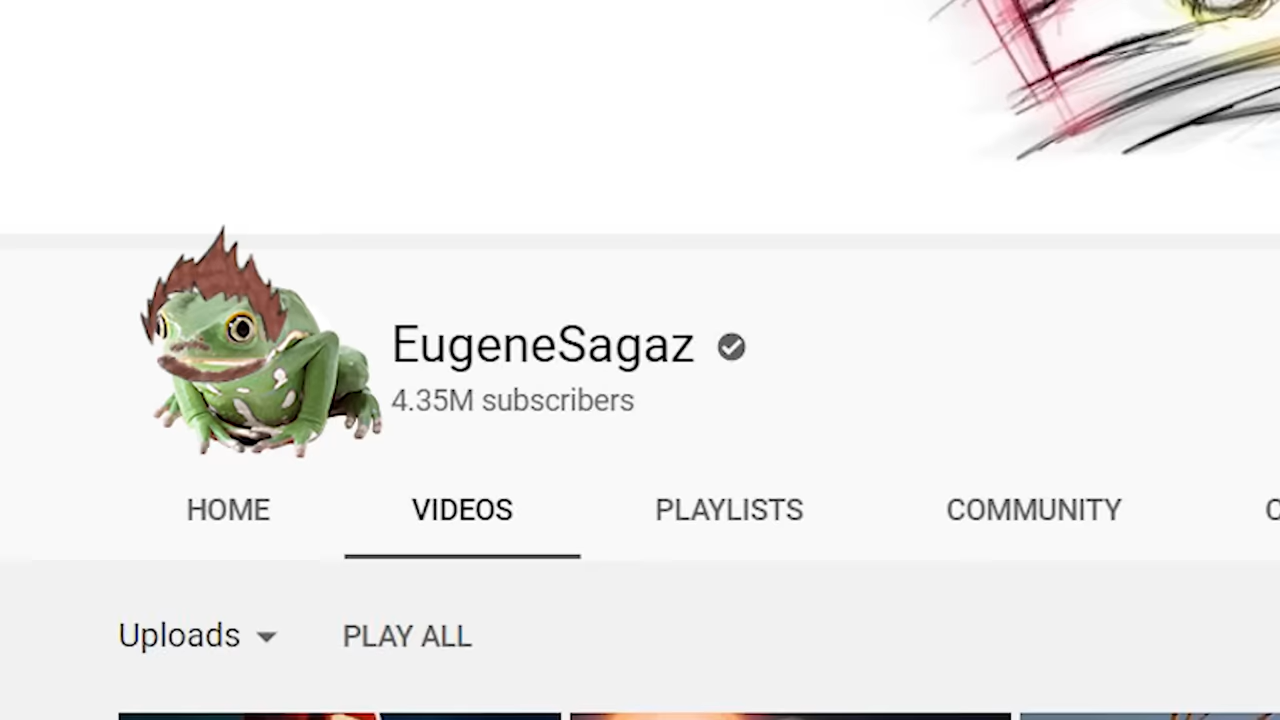 EugeneSagaz
4.35M subscribers
HOME VIDEOS PLAYLISTS COMMUNITY
Uploads PLAY ALL